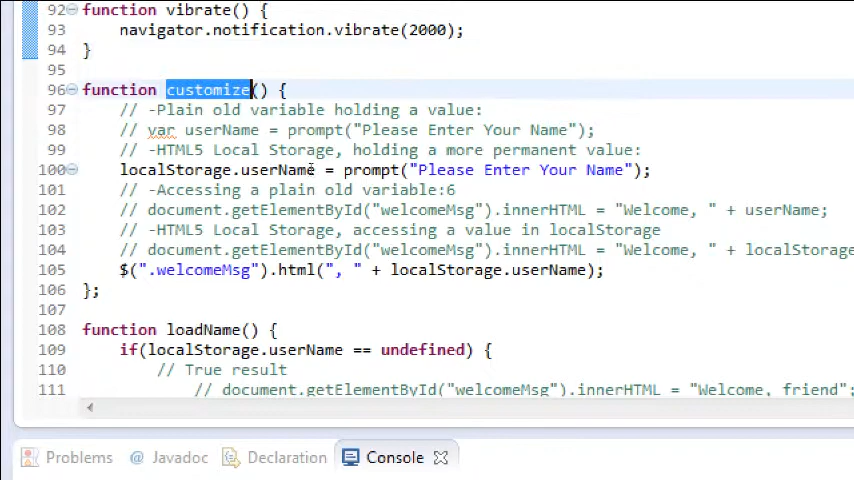 92 function vibrate() {
93 navigator.notification.vibrate(2000);
94 }
95
96 function customize() {
97 // -Plain old variable holding a value:
98 // var userName = prompt("Please Enter Your Name");
99 // -HTML5 Local Storage, holding a more permanent value:
100 localStorage.userName = prompt("Please Enter Your Name");
101 // -Accessing a plain old variable:6
102 // document.getElementById("welcomeMsg").innerHTML = "Welcome, " + userName;
103 // -HTML5 Local Storage, accessing a value in localStorage
104 // document.getElementById("welcomeMsg").innerHTML = "Welcome, " + localStorage
105 $(".welcomeMsg").html(", " + localStorage.userName);
106 };
107
108 function loadName() {
109 if(localStorage.userName == undefined) {
110 // True result
111 // document.getElementById("welcomeMsg").innerHTML = "Welcome, friend";
Problems @ Javadoc Declaration Console